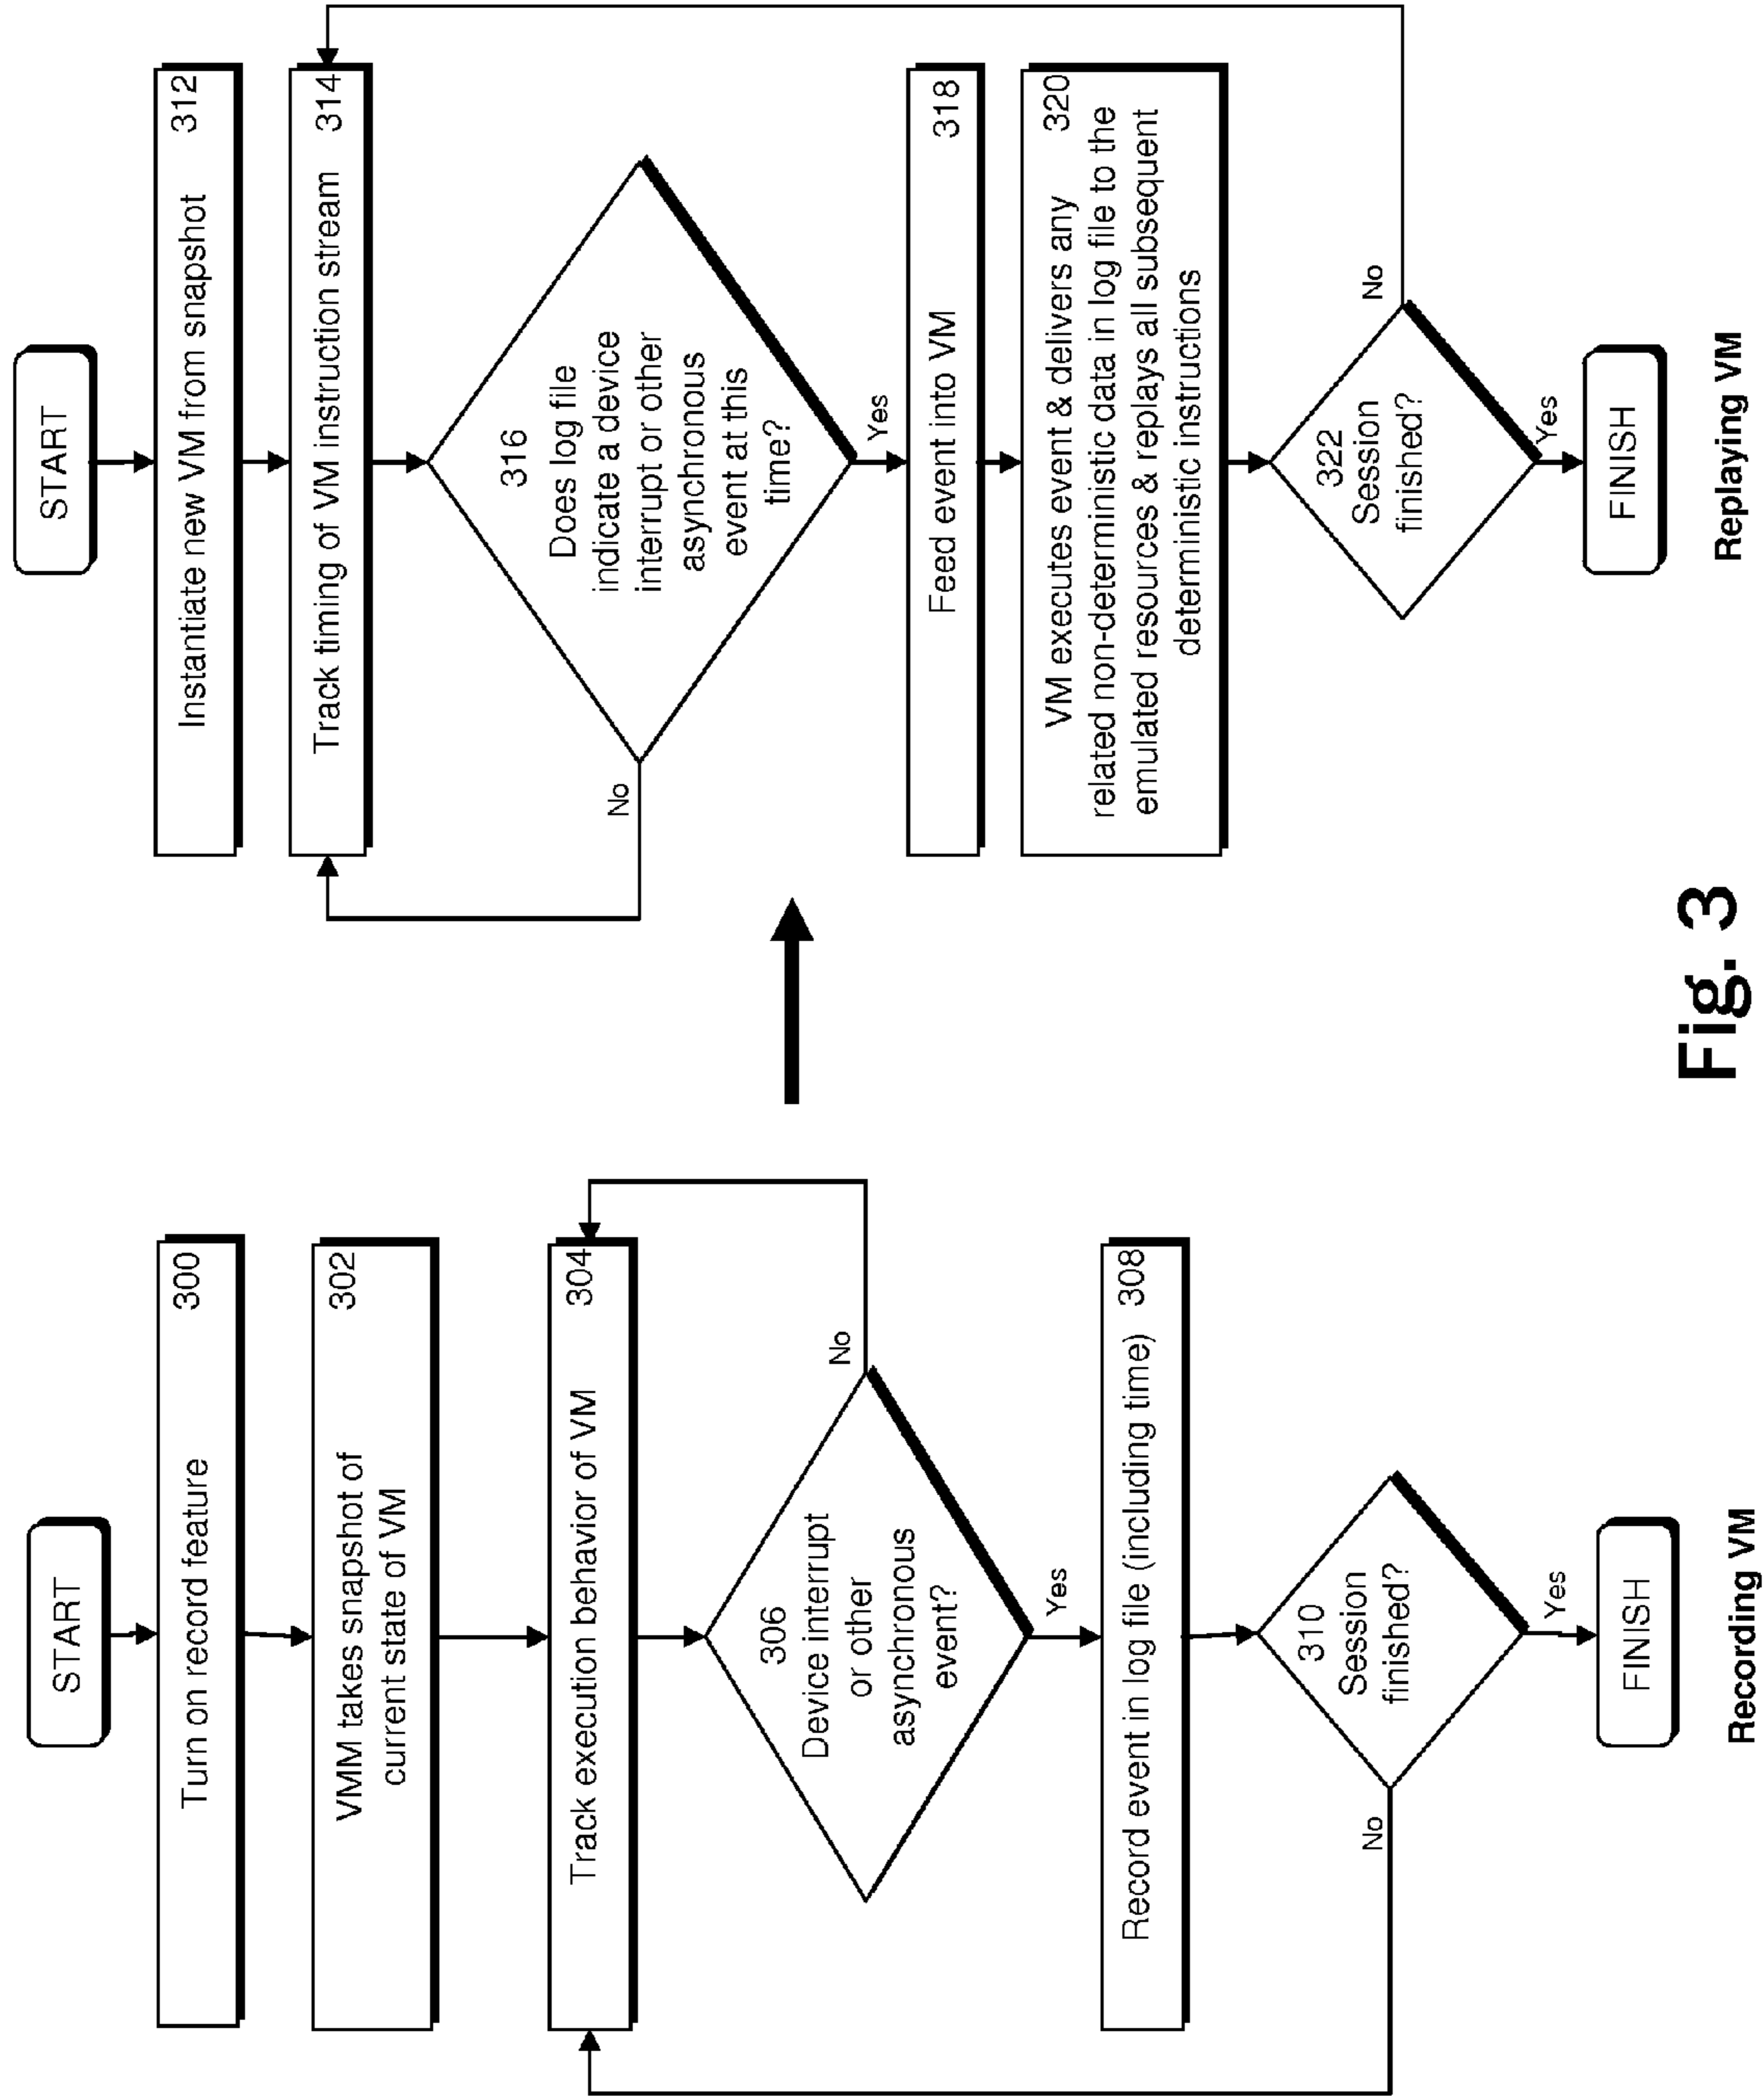 START
Turn on record feature 300
VMM takes snapshot of 302
current state of VM
Track execution behavior of VM 304
306
Device interrupt
or other
asynchronous
event?
No
Yes
Record event in log file (including time) 308
310
Session
finished?
No
Yes
FINISH
Recording VM
START
Instantiate new VM from snapshot 312
Track timing of VM instruction stream 314
316
Does log file
indicate a device
interrupt or other
asynchronous
event at this
time?
No
Yes
Feed event into VM 318
VM executes event & delivers any 320
related non-deterministic data in log file to the
emulated resources & replays all subsequent
deterministic instructions
322
Session
finished?
No
Yes
FINISH
Replaying VM
Fig. 3